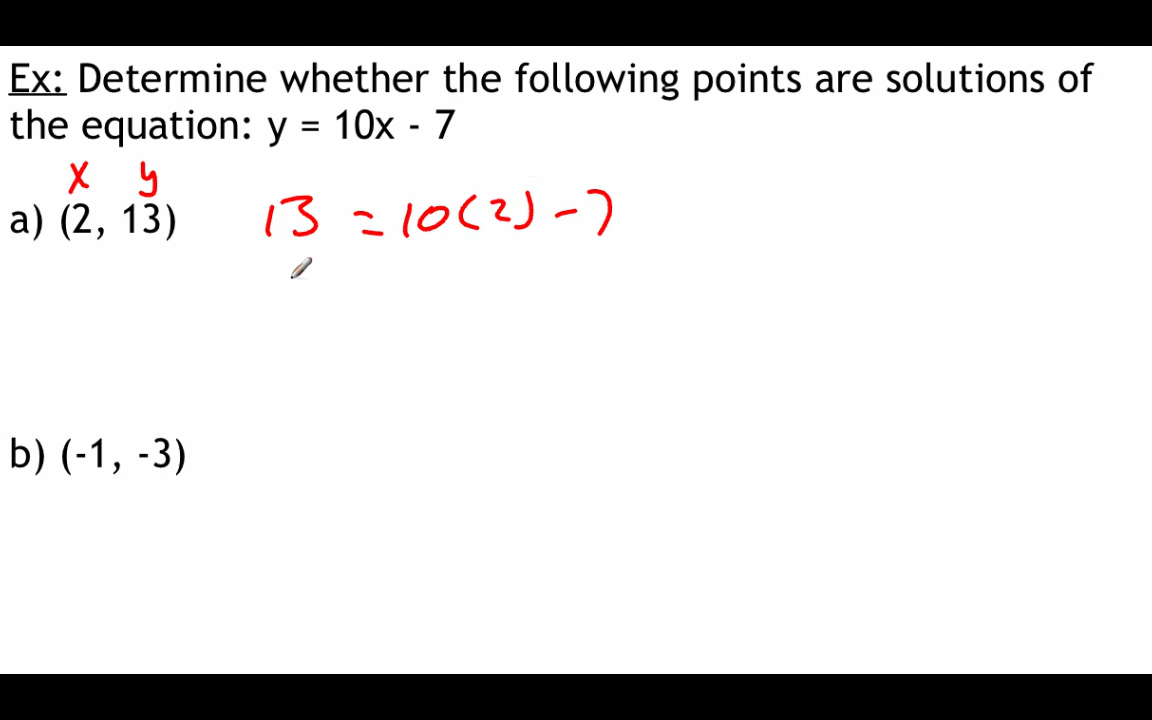 Ex: Determine whether the following points are solutions of
the equation: y = 10x - 7
x y
a) (2, 13) 13 = 10(2) - 7
b) (-1, -3)